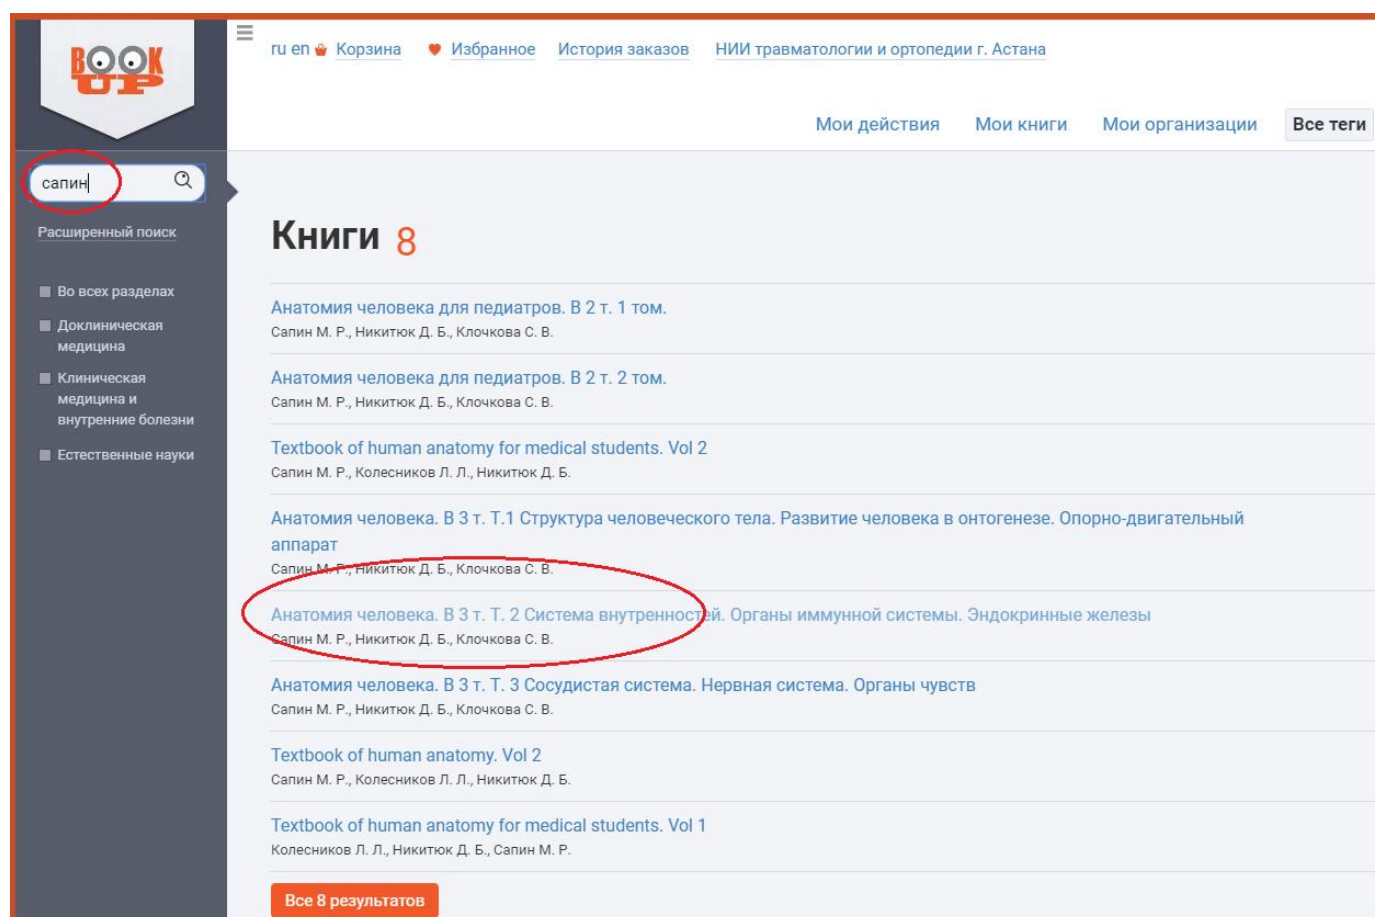 BOOK
UP
ru en Корзина Избранное История заказов НИИ травматологии и ортопедии г. Астана
Мои действия Мои книги Мои организации Все теги
сапин
Расширенный поиск
Во всех разделах
Доклиническая
медицина
Клиническая
медицина и
внутренние болезни
Естественные науки
Книги 8
Анатомия человека для педиатров. В 2 т. 1 том.
Сапин М. Р., Никитюк Д. Б., Клочкова С. В.
Анатомия человека для педиатров. В 2 т. 2 том.
Сапин М. Р., Никитюк Д. Б., Клочкова С. В.
Textbook of human anatomy for medical students. Vol 2
Сапин М. Р., Колесников Л. Л., Никитюк Д. Б.
Анатомия человека. В 3 т. Т.1 Структура человеческого тела. Развитие человека в онтогенезе. Опорно-двигательный
аппарат
Сапин М. Р., Никитюк Д. Б., Клочкова С. В.
Анатомия человека. В 3 т. Т. 2 Система внутренностей. Органы иммунной системы. Эндокринные железы
Сапин М. Р., Никитюк Д. Б., Клочкова С. В.
Анатомия человека. В 3 т. Т. 3 Сосудистая система. Нервная система. Органы чувств
Сапин М. Р., Никитюк Д. Б., Клочкова С. В.
Textbook of human anatomy. Vol 2
Сапин М. Р., Колесников Л. Л., Никитюк Д. Б.
Textbook of human anatomy for medical students. Vol 1
Колесников Л. Л., Никитюк Д. Б., Сапин М. Р.
Все 8 результатов